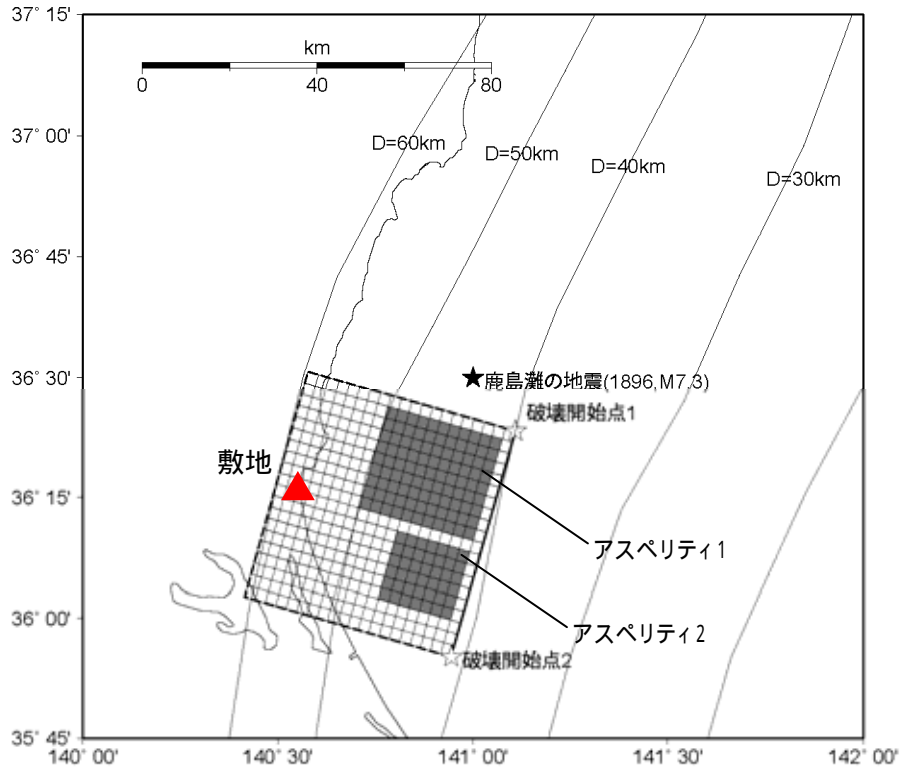 37° 15'
km
0 40 80
37° 00'
D=60km
D=50km
D=40km
D=30km
36° 45'
36° 30'
鹿島灘の地震(1896,M7.3)
破壊開始点1
敷地
36° 15'
アスペリティ1
36° 00'
アスペリティ2
破壊開始点2
35° 45'
140° 00' 140° 30' 141° 00' 141° 30' 142° 00'